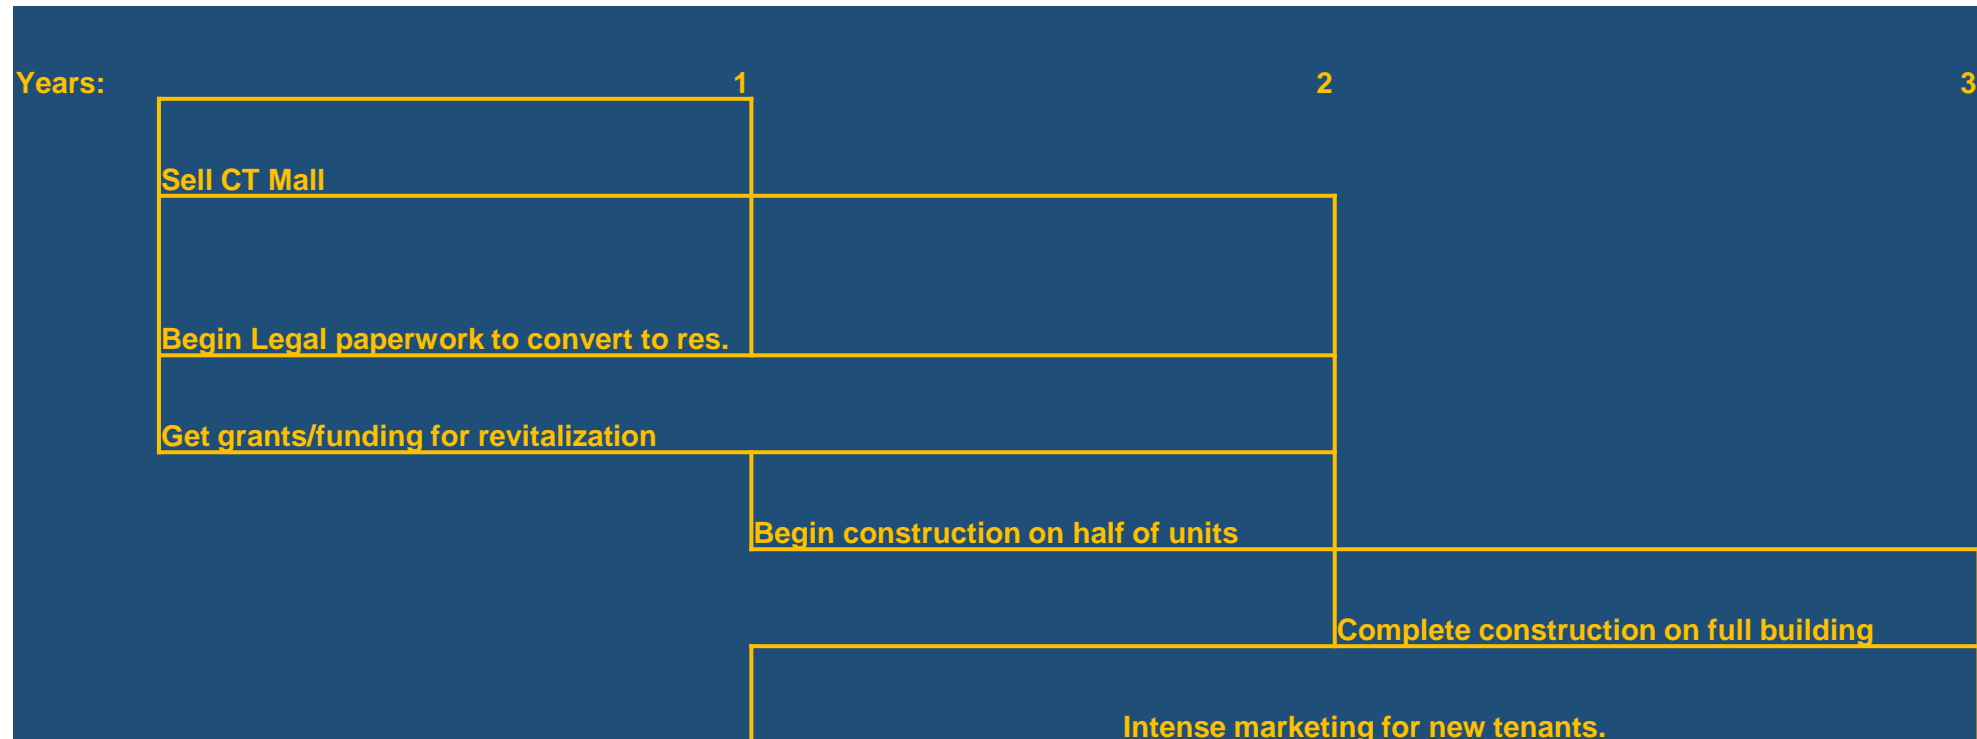 Years: 1 2 3
Sell CT Mall
Begin Legal paperwork to convert to res.
Get grants/funding for revitalization
Begin construction on half of units
Complete construction on full building
Intense marketing for new tenants.